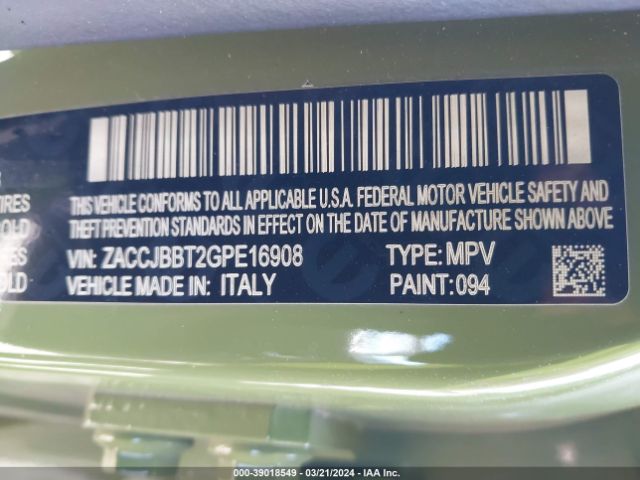 THIS VEHICLE CONFORMS TO ALL APPLICABLE U.S.A. FEDERAL MOTOR VEHICLE SAFETY AND
THEFT PREVENTION STANDARDS IN EFFECT ON THE DATE OF MANUFACTURE SHOWN ABOVE
VIN: ZACCJBBT2GPE16908 TYPE: MPV
VEHICLE MADE IN: ITALY PAINT: 094
000-39018549 - 03/21/2024 - IAA Inc.